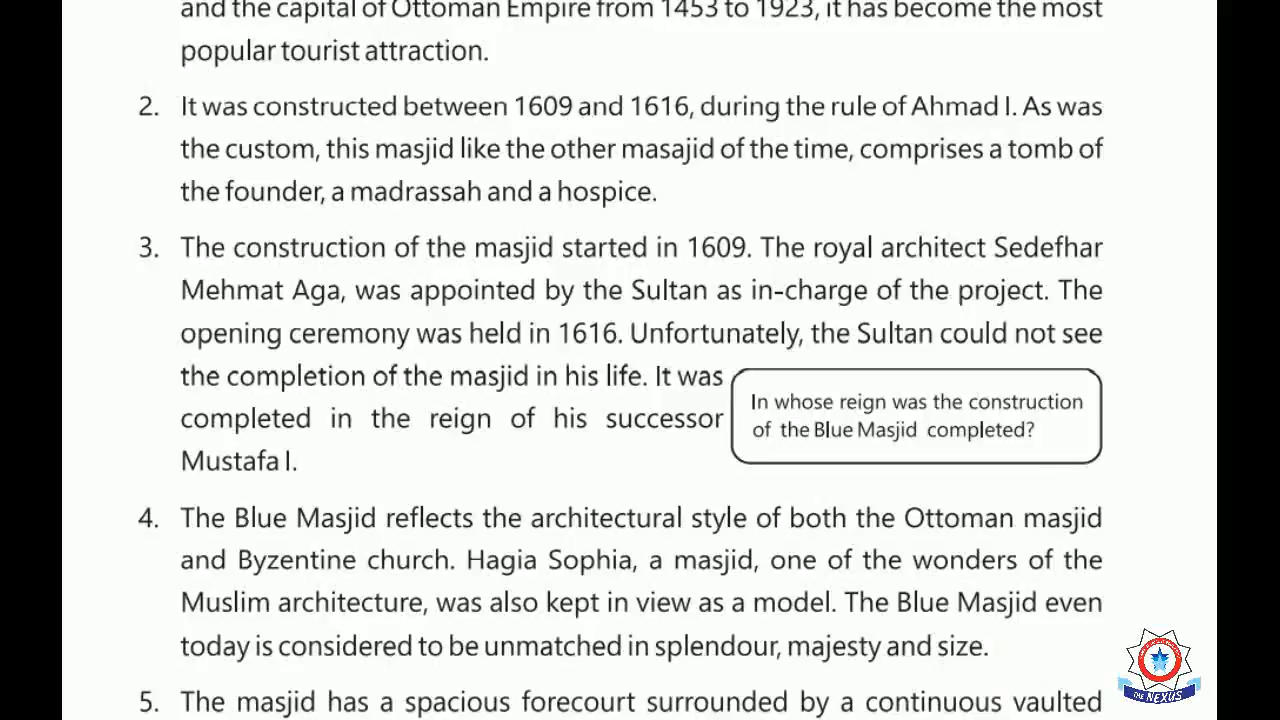 and the capital of Ottoman Empire from 1453 to 1923, it has become the most
popular tourist attraction.
2. It was constructed between 1609 and 1616, during the rule of Ahmad I. As was
the custom, this masjid like the other masajid of the time, comprises a tomb of
the founder, a madrassah and a hospice.
3. The construction of the masjid started in 1609. The royal architect Sedefhar
Mehmat Aga, was appointed by the Sultan as in-charge of the project. The
opening ceremony was held in 1616. Unfortunately, the Sultan could not see
the completion of the masjid in his life. It was
completed in the reign of his successor
Mustafa I.
In whose reign was the construction
of the Blue Masjid completed?
4. The Blue Masjid reflects the architectural style of both the Ottoman masjid
and Byzentine church. Hagia Sophia, a masjid, one of the wonders of the
Muslim architecture, was also kept in view as a model. The Blue Masjid even
today is considered to be unmatched in splendour, majesty and size.
5. The masjid has a spacious forecourt surrounded by a continuous vaulted
THE NEXUS